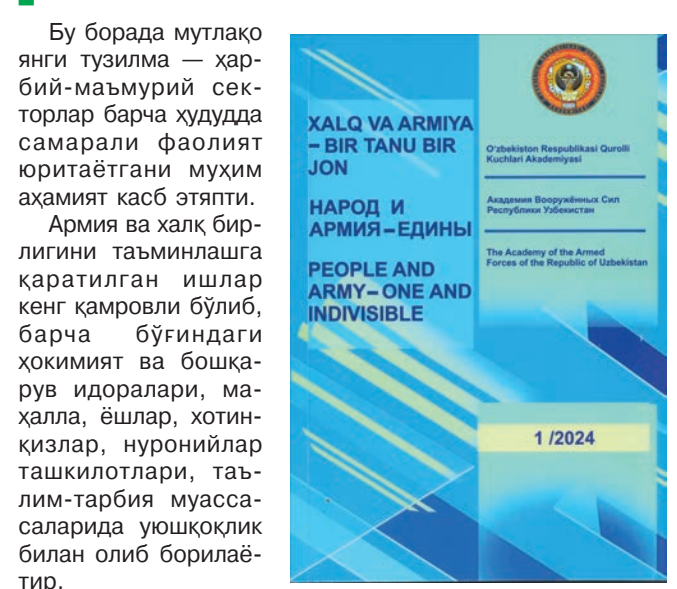 Бу борада мутлақо
янги тузилма — ҳар-
бий-маъмурий сек-
торлар барча ҳудудда
самарали фаолият
юритаётгани муҳим
аҳамият касб этяпти.
Армия ва халқ бир-
лигини таъминлашга
қаратилган ишлар
кенг қамровли бўлиб,
барча бўғиндаги
ҳокимият ва бошқа-
рув идоралари, ма-
ҳалла, ёшлар, хотин-
қизлар, нуронийлар
ташкилотлари, таъ-
лим-тарбия муасса-
саларида уюшқоқлик
билан олиб борилаё-
тир.
XALQ VA ARMIYA
– BIR TANU BIR
JON
НАРОД И
АРМИЯ–ЕДИНЫ
PEOPLE AND
ARMY–ONE AND
INDIVISIBLE
O'zbekiston Respublikasi Qurolli
Kuchlari Akademiyasi
Академия Вооружённых Сил
Республики Узбекистан
The Academy of the Armed
Forces of the Republic of Uzbekistan
1 /2024